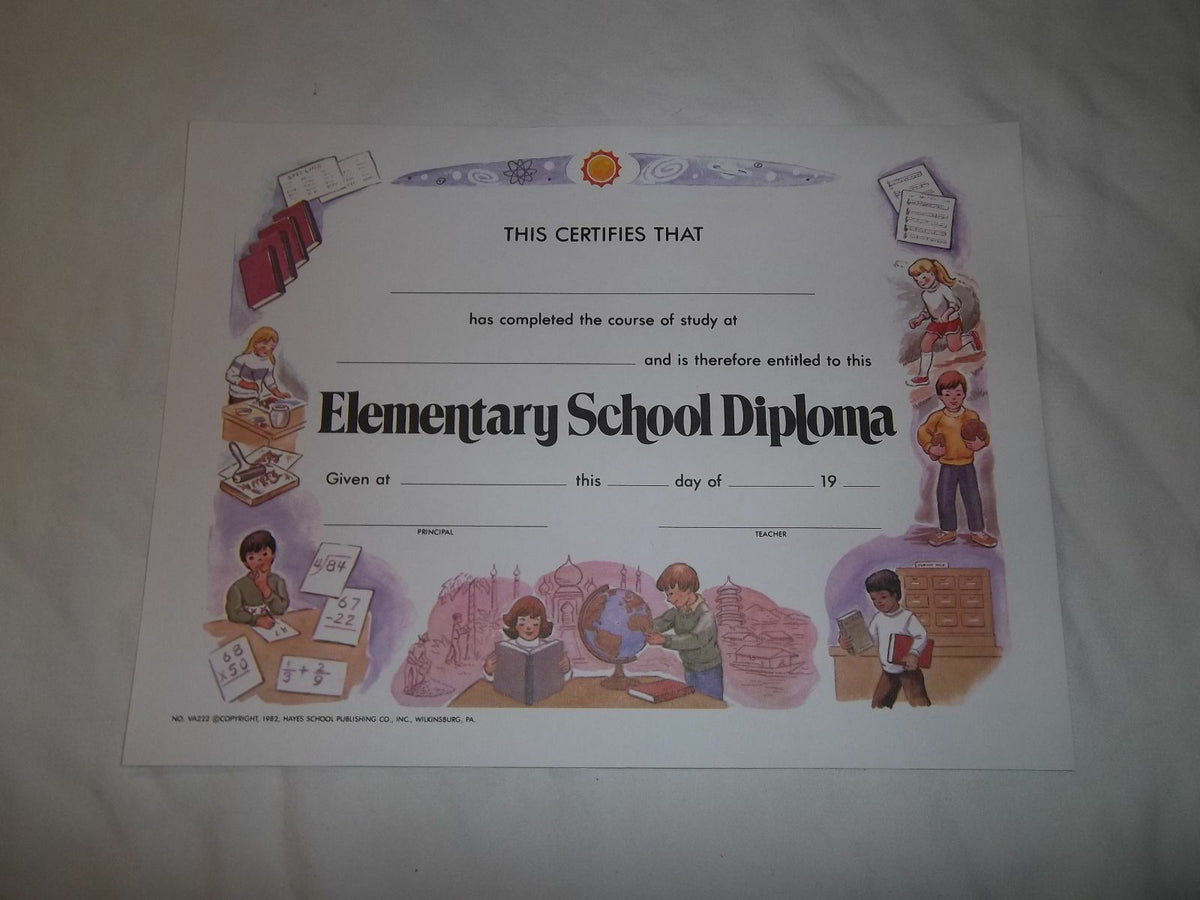 SPELLING
THIS CERTIFIES THAT
has completed the course of study at
and is therefore entitled to this
Elementary School Diploma
Given at this day of 19
PRINCIPAL TEACHER
4)84
67
-22
68
x50
1/3 + 2/9
NO. VA222 ©COPYRIGHT, 1982, HAYES SCHOOL PUBLISHING CO., INC., WILKINSBURG, PA.